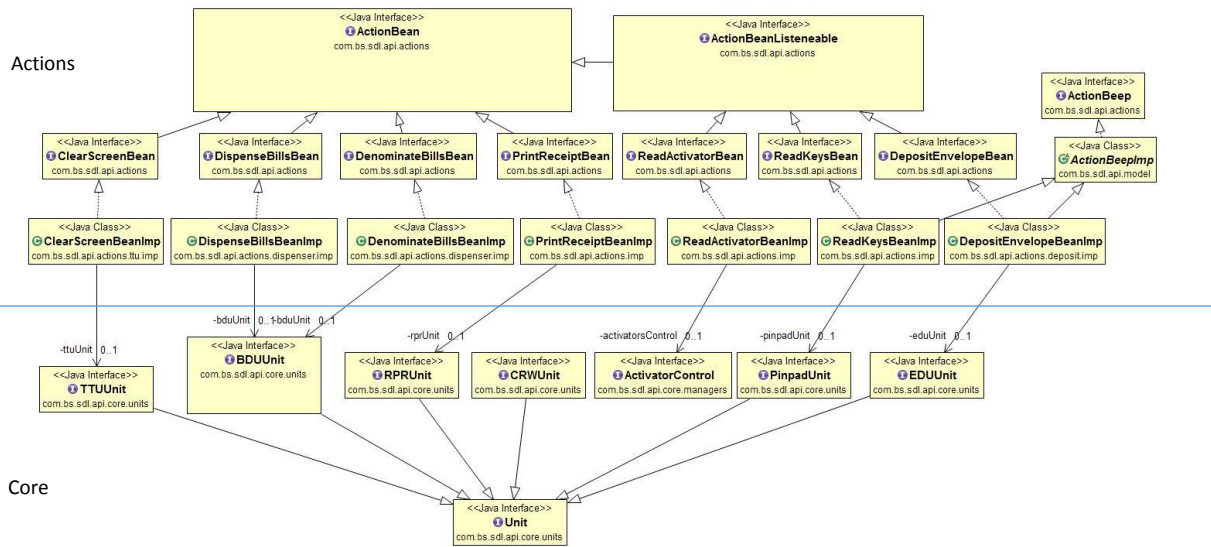 <<Java Interface>>
ActionBean
com.bs.sdl.api.actions
<<Java Interface>>
ActionBeanListeneable
com.bs.sdl.api.actions
Actions
<<Java Interface>>
ActionBeep
com.bs.sdl.api.actions
<<Java Interface>>
ClearScreenBean
com.bs.sdl.api.actions
<<Java Interface>>
DispenseBillsBean
com.bs.sdl.api.actions
<<Java Interface>>
DenominateBillsBean
com.bs.sdl.api.actions
<<Java Interface>>
PrintReceiptBean
com.bs.sdl.api.actions
<<Java Interface>>
ReadActivatorBean
com.bs.sdl.api.actions
<<Java Interface>>
ReadKeysBean
com.bs.sdl.api.actions
<<Java Interface>>
DepositEnvelopeBean
com.bs.sdl.api.actions
<<Java Class>>
ActionBeepImp
com.bs.sdl.api.model
<<Java Class>>
ClearScreenBeanImp
com.bs.sdl.api.actions.ttu.imp
<<Java Class>>
DispenseBillsBeanImp
com.bs.sdl.api.actions.dispenser.imp
<<Java Class>>
DenominateBillsBeanImp
com.bs.sdl.api.actions.dispenser.imp
<<Java Class>>
PrintReceiptBeanImp
com.bs.sdl.api.actions.imp
<<Java Class>>
ReadActivatorBeanImp
com.bs.sdl.api.actions.imp
<<Java Class>>
ReadKeysBeanImp
com.bs.sdl.api.actions.imp
<<Java Class>>
DepositEnvelopeBeanImp
com.bs.sdl.api.actions.deposit.imp
-ttuUnit 0..1
-bduUnit 0..1
-bduUnit 0..1
-rprUnit 0..1
-activatorsControl 0..1
-pinpadUnit 0..1
-eduUnit 0..1
<<Java Interface>>
TTUUnit
com.bs.sdl.api.core.units
<<Java Interface>>
BDUUnit
com.bs.sdl.api.core.units
<<Java Interface>>
RPRUnit
com.bs.sdl.api.core.units
<<Java Interface>>
CRWUnit
com.bs.sdl.api.core.units
<<Java Interface>>
ActivatorControl
com.bs.sdl.api.core.managers
<<Java Interface>>
PinpadUnit
com.bs.sdl.api.core.units
<<Java Interface>>
EDUUnit
com.bs.sdl.api.core.units
Core
<<Java Interface>>
Unit
com.bs.sdl.api.core.units